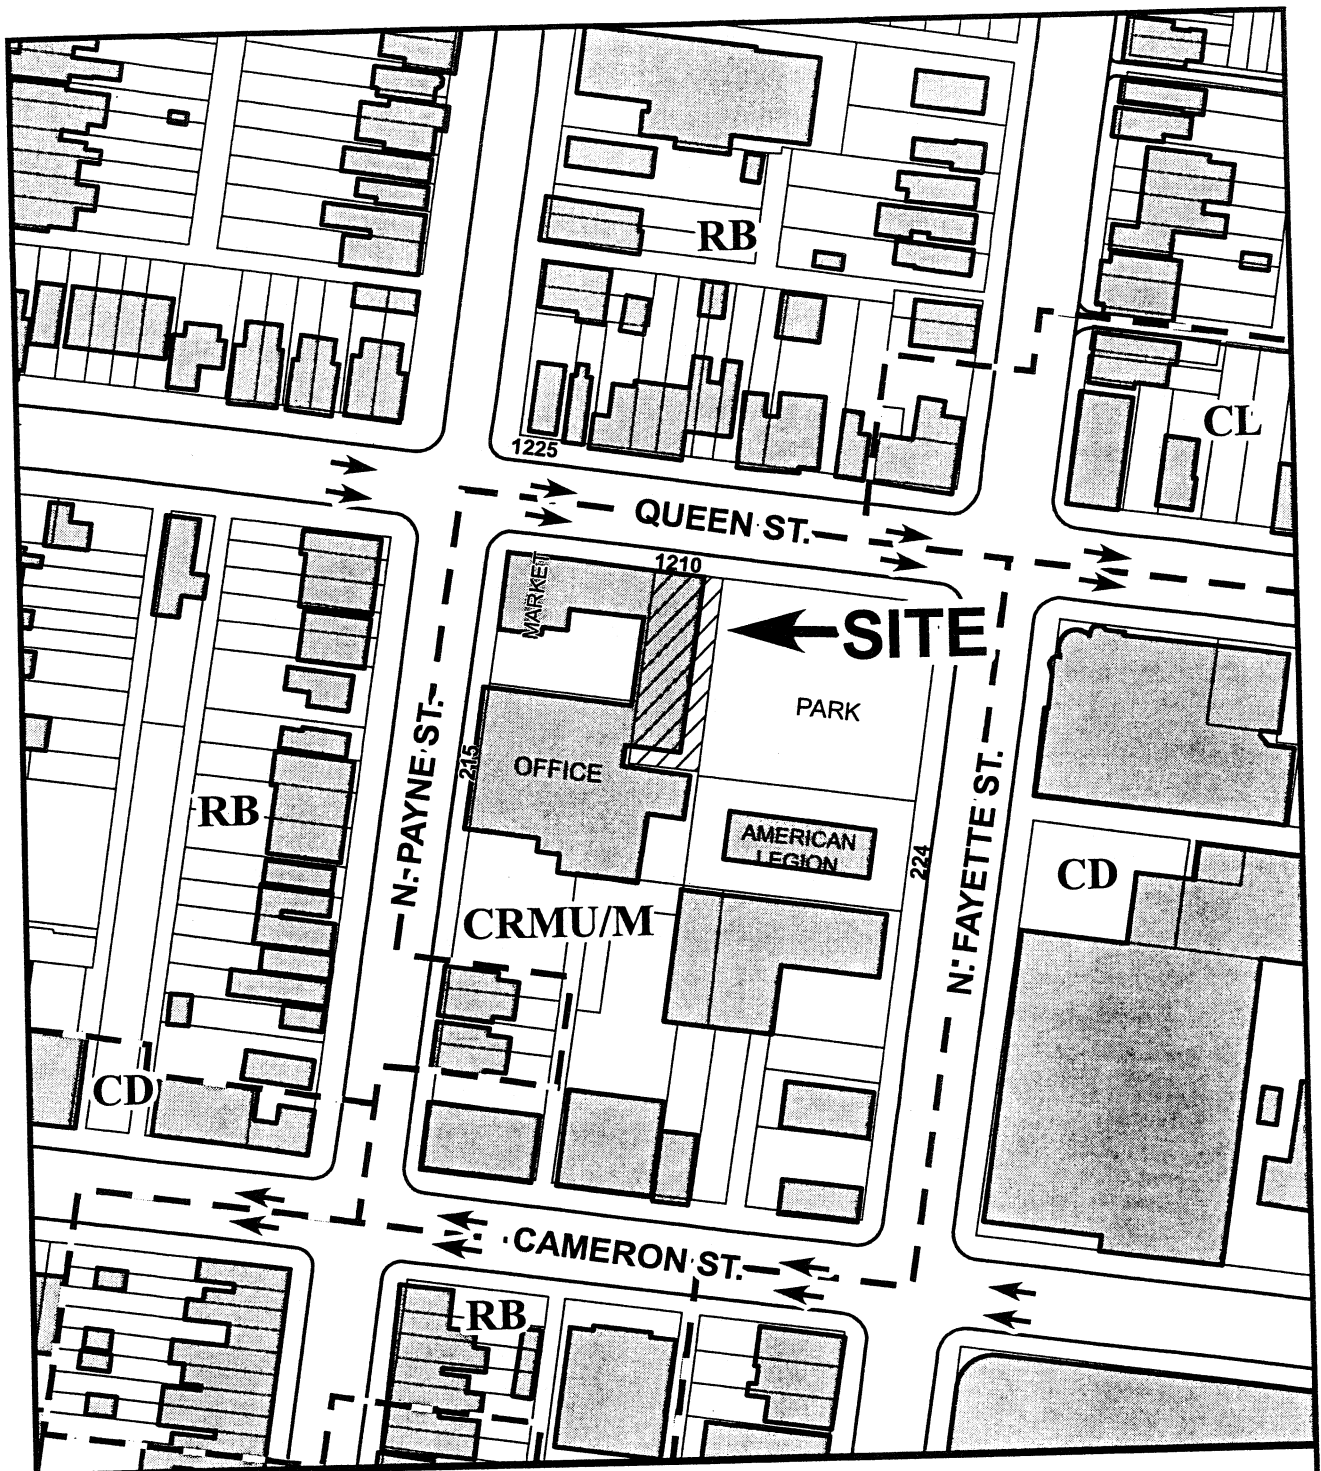 RB
CL
1225
QUEEN ST.
1210
MARKET
SITE
PARK
N. PAYNE ST.
215
OFFICE
RB
AMERICAN
LEGION
224
N. FAYETTE ST.
CD
CRMU/M
CD
CAMERON ST.
RB